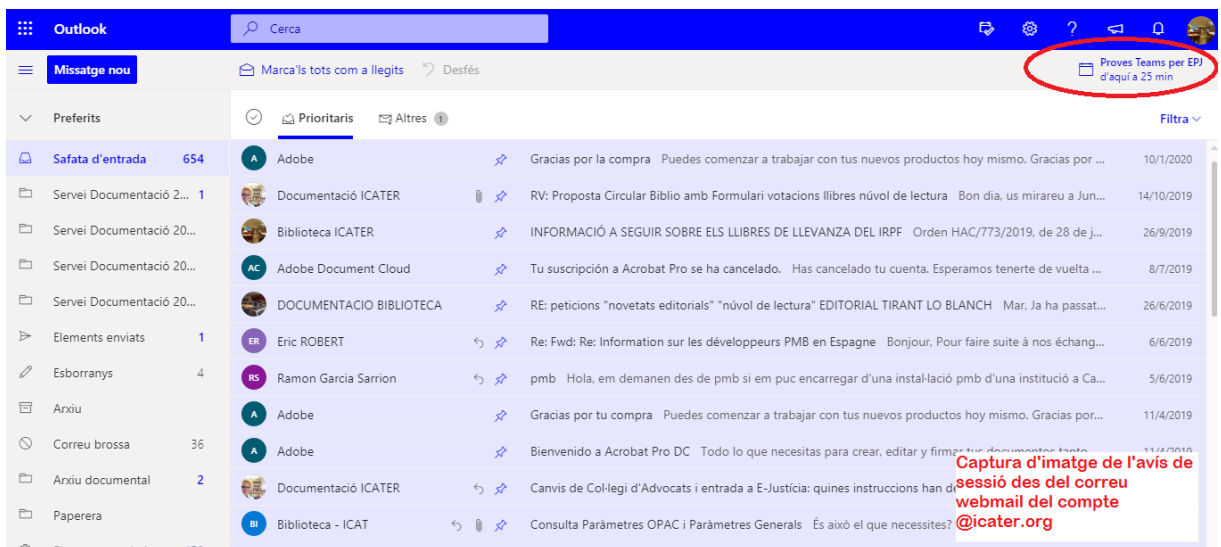 Outlook
Cerca
Missatge nou
Marca'ls tots com a llegits
Desfés
Proves Teams per EPJ
d'aquí a 25 min
Preferits
Prioritaris
Altres 1
Filtra
Safata d'entrada 654
A Adobe Gracias por la compra Puedes comenzar a trabajar con tus nuevos productos hoy mismo. Gracias por ... 10/1/2020
Servei Documentació 2... 1
Documentació ICATER RV: Proposta Circular Biblio amb Formulari votacions llibres núvol de lectura Bon dia, us mirareu a Jun... 14/10/2019
Servei Documentació 20...
Biblioteca ICATER INFORMACIÓ A SEGUIR SOBRE ELS LLIBRES DE LLEVANZA DEL IRPF Orden HAC/773/2019, de 28 de j... 26/9/2019
Servei Documentació 20...
AC Adobe Document Cloud Tu suscripción a Acrobat Pro se ha cancelado. Has cancelado tu cuenta. Esperamos tenerte de vuelta ... 8/7/2019
Servei Documentació 20...
DOCUMENTACIO BIBLIOTECA RE: peticions "novetats editorials" "núvol de lectura" EDITORIAL TIRANT LO BLANCH Mar, Ja ha passat... 26/6/2019
Elements enviats 1
ER Eric ROBERT Re: Fwd: Re: Information sur les développeurs PMB en Espagne Bonjour, Pour faire suite à nos échang... 6/6/2019
Esborranys 4
RS Ramon Garcia Sarrion pmb Hola, em demanen des de pmb si em puc encarregar d'una instal·lació pmb d'una institució a Ca... 5/6/2019
Arxiu
A Adobe Gracias por tu compra Puedes comenzar a trabajar con tus nuevos productos hoy mismo. Gracias por... 11/4/2019
Correu brossa 36
A Adobe Bienvenido a Acrobat Pro DC Todo lo que necesitas para crear, editar y firmar tus documentos tanto 11/4/2019
Arxiu documental 2
Documentació ICATER Canvis de Col·legi d'Advocats i entrada a E-Justícia: quines instruccions han d
Paperera
BI Biblioteca - ICAT Consulta Paràmetres OPAC i Paràmetres Generals És això el que necessites?
Captura d'imatge de l'avís de
sessió des del correu
webmail del compte
@icater.org